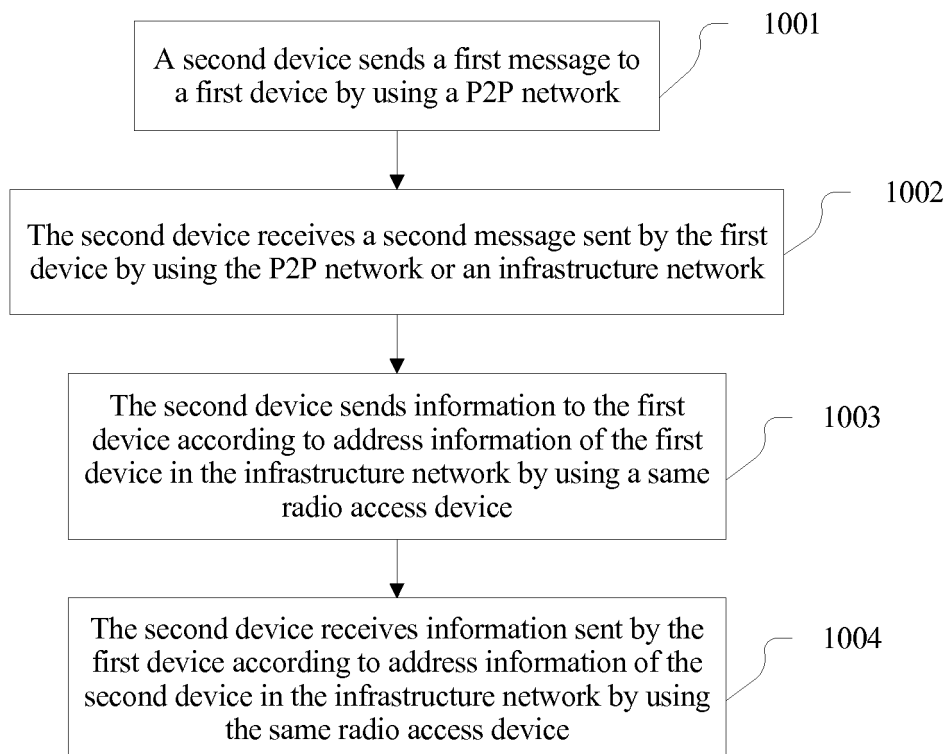 1001
A second device sends a first message to
a first device by using a P2P network
1002
The second device receives a second message sent by the first
device by using the P2P network or an infrastructure network
1003
The second device sends information to the first
device according to address information of the first
device in the infrastructure network by using a same
radio access device
1004
The second device receives information sent by the
first device according to address information of the
second device in the infrastructure network by using
the same radio access device